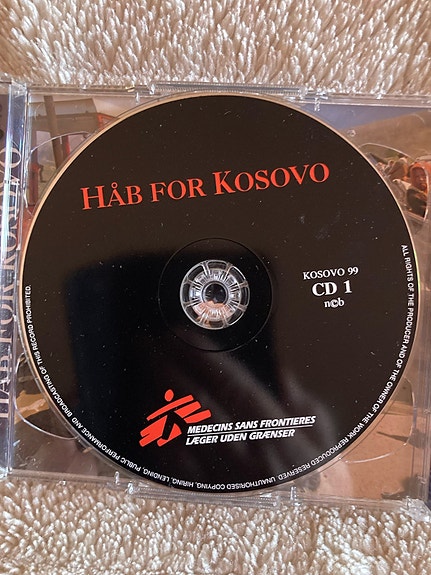 HÅB FOR KOSOVO
KOSOVO 99
CD 1
n©b
MEDECINS SANS FRONTIERES
LÆGER UDEN GRÆNSER
ALL RIGHTS OF THE PRODUCER AND OF THE OWNER OF THE WORK REPRODUCED RESERVED. UNAUTHORISED COPYING, HIRING, LENDING, PUBLIC PERFORMANCE AND BROADCASTING OF THIS RECORD PROHIBITED.
HÅB FOR KOSOVO